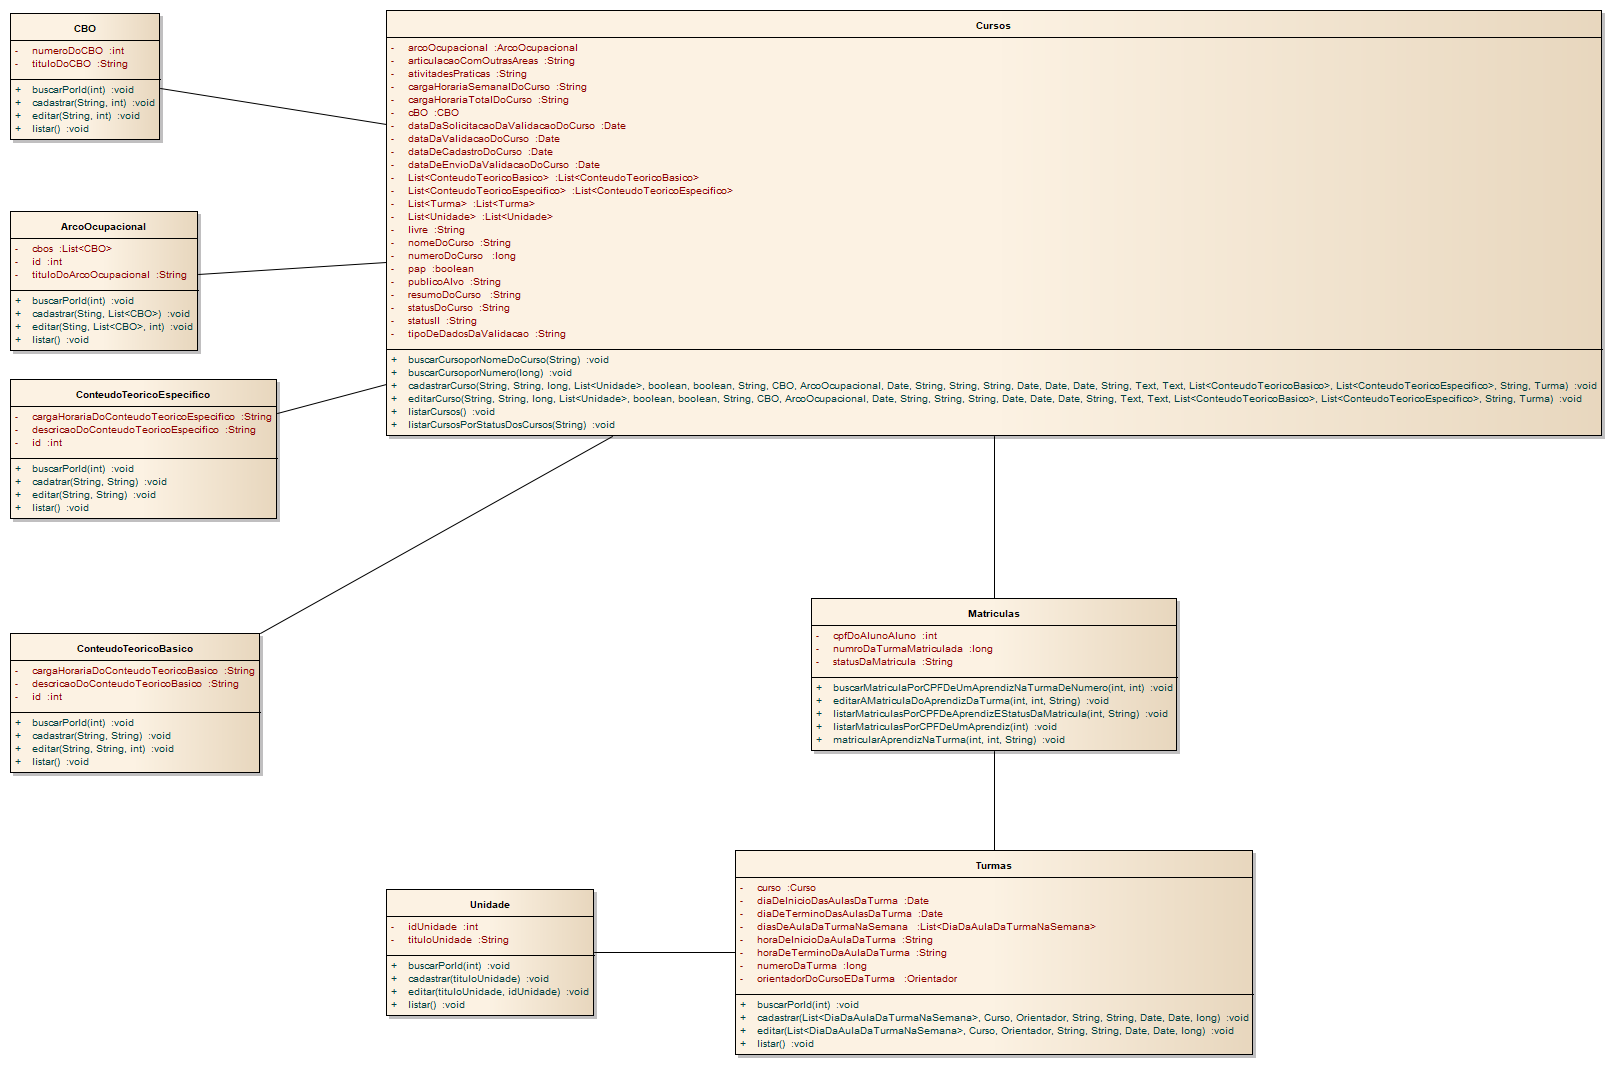 CBO
- numeroDoCBO :int
- tituloDoCBO :String
+ buscarPorId(int) :void
+ cadastrar(String, int) :void
+ editar(String, int) :void
+ listar() :void
Cursos
- arcoOcupacional :ArcoOcupacional
- articulacaoComOutrasAreas :String
- atividadesPraticas :String
- cargaHorariaSemanalDoCurso :String
- cargaHorariaTotalDoCurso :String
- cBO :CBO
- dataDaSolicitacaoDaValidacaoDoCurso :Date
- dataDaValidacaoDoCurso :Date
- dataDeCadastroDoCurso :Date
- dataDeEnvioDaValidacaoDoCurso :Date
- List<ConteudoTeoricoBasico> :List<ConteudoTeoricoBasico>
- List<ConteudoTeoricoEspecifico> :List<ConteudoTeoricoEspecifico>
- List<Turma> :List<Turma>
- List<Unidade> :List<Unidade>
- livre :String
- nomeDoCurso :String
- numeroDoCurso :long
- pap :boolean
- publicoAlvo :String
- resumoDoCurso :String
- statusDoCurso :String
- statusII :String
- tipoDeDadosDaValidacao :String
+ buscarCursoporNomeDoCurso(String) :void
+ buscarCursoporNumero(long) :void
+ cadastrarCurso(String, String, long, List<Unidade>, boolean, boolean, String, CBO, ArcoOcupacional, Date, String, String, String, Date, Date, Date, String, Text, Text, List<ConteudoTeoricoBasico>, List<ConteudoTeoricoEspecifico>, String, Turma) :void
+ editarCurso(String, String, long, List<Unidade>, boolean, boolean, String, CBO, ArcoOcupacional, Date, String, String, String, Date, Date, Date, String, Text, Text, List<ConteudoTeoricoBasico>, List<ConteudoTeoricoEspecifico>, String, Turma) :void
+ listarCursos() :void
+ listarCursosPorStatusDosCursos(String) :void
ArcoOcupacional
- cbos :List<CBO>
- id :int
- tituloDoArcoOcupacional :String
+ buscarPorId(int) :void
+ cadastrar(Sting, List<CBO>) :void
+ editar(Sting, List<CBO>, int) :void
+ listar() :void
ConteudoTeoricoEspecifico
- cargaHorariaDoConteudoTeoricoEspecifico :String
- descricaoDoConteudoTeoricoEspecifico :String
- id :int
+ buscarPorId(int) :void
+ cadatrar(String, String) :void
+ editar(String, String) :void
+ listar() :void
ConteudoTeoricoBasico
- cargaHorariaDoConteudoTeoricoBasico :String
- descricaoDoConteudoTeoricoBasico :String
- id :int
+ buscarPorId(int) :void
+ cadastrar(String, String) :void
+ editar(String, String, int) :void
+ listar() :void
Matriculas
- cpfDoAlunoAluno :int
- numroDaTurmaMatriculada :long
- statusDaMatricula :String
+ buscarMatriculaPorCPFDeUmAprendizNaTurmaDeNumero(int, int) :void
+ editarAMatriculaDoAprendizDaTurma(int, int, String) :void
+ listarMatriculasPorCPFDeAprendizEStatusDaMatricula(int, String) :void
+ listarMatriculasPorCPFDeUmAprendiz(int) :void
+ matricularAprendizNaTurma(int, int, String) :void
Unidade
- idUnidade :int
- tituloUnidade :String
+ buscarPorId(int) :void
+ cadastrar(tituloUnidade) :void
+ editar(tituloUnidade, idUnidade) :void
+ listar() :void
Turmas
- curso :Curso
- diaDeInicioDasAulasDaTurma :Date
- diaDeTerminoDasAulasDaTurma :Date
- diasDeAulaDaTurmaNaSemana :List<DiaDaAulaDaTurmaNaSemana>
- horaDeInicioDaAulaDaTurma :String
- horaDeTerminoDaAulaDaTurma :String
- numeroDaTurma :long
- orientadorDoCursoEDaTurma :Orientador
+ buscarPorId(int) :void
+ cadastrar(List<DiaDaAulaDaTurmaNaSemana>, Curso, Orientador, String, String, Date, Date, long) :void
+ editar(List<DiaDaAulaDaTurmaNaSemana>, Curso, Orientador, String, String, Date, Date, long) :void
+ listar() :void